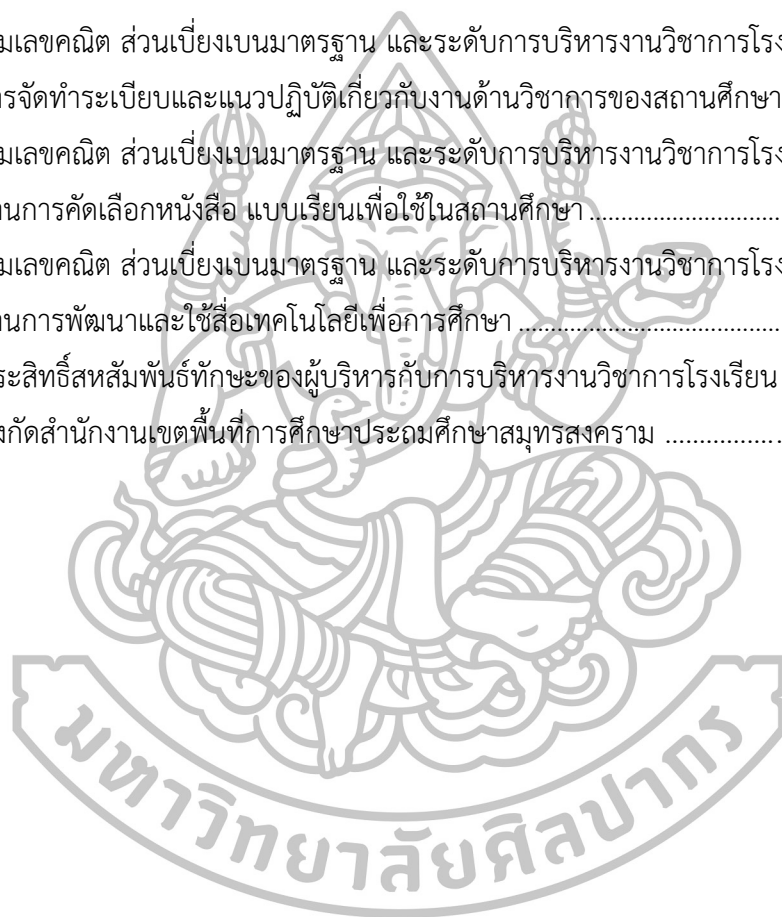 มเลขคณิต ส่วนเบี่ยงเบนมาตรฐาน และระดับการบริหารงานวิชาการโรง
ารจัดทำระเบียบและแนวปฏิบัติเกี่ยวกับงานด้านวิชาการของสถานศึกษา
มเลขคณิต ส่วนเบี่ยงเบนมาตรฐาน และระดับการบริหารงานวิชาการโรง
านการคัดเลือกหนังสือ แบบเรียนเพื่อใช้ในสถานศึกษา ..............................
มเลขคณิต ส่วนเบี่ยงเบนมาตรฐาน และระดับการบริหารงานวิชาการโรง
านการพัฒนาและใช้สื่อเทคโนโลยีเพื่อการศึกษา ..........................................
ระสิทธิ์สหสัมพันธ์ทักษะของผู้บริหารกับการบริหารงานวิชาการโรงเรียน
งกัดสำนักงานเขตพื้นที่การศึกษาประถมศึกษาสมุทรสงคราม ..................
มหาวิทยาลัยศิลปากร